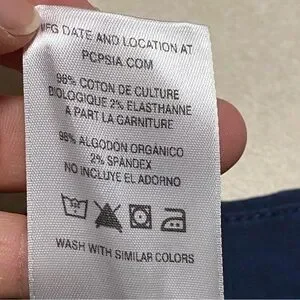 MFG DATE AND LOCATION AT
PCPSIA.COM
98% COTON DE CULTURE
BIOLOGIQUE 2% ELASTHANNE
A PART LA GARNITURE
98% ALGODON ORGÁNICO
2% SPANDEX
NO INCLUYE EL ADORNO
WASH WITH SIMILAR COLORS